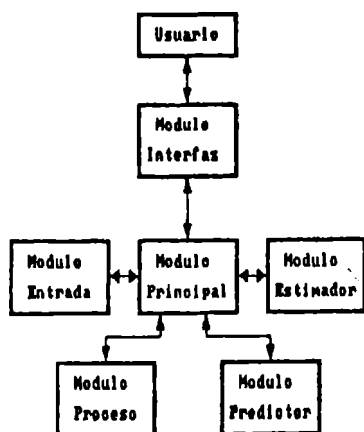 Usuario
Modulo
Interfaz
Modulo
Entrada
Modulo
Principal
Modulo
Estimador
Modulo
Proceso
Modulo
Predictor